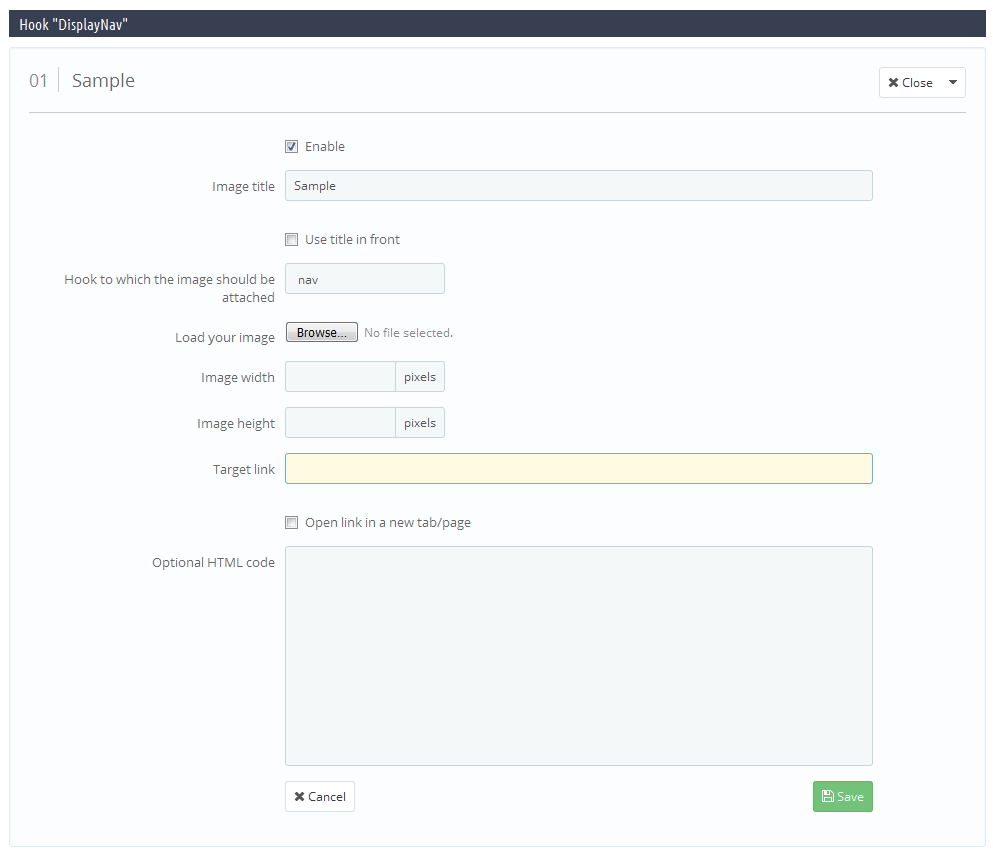 Hook "DisplayNav"
01 Sample
Close
Enable
Image title
Sample
Use title in front
Hook to which the image should be
attached
nav
Load your image
Browse...
No file selected.
Image width
pixels
Image height
pixels
Target link
Open link in a new tab/page
Optional HTML code
Cancel
Save